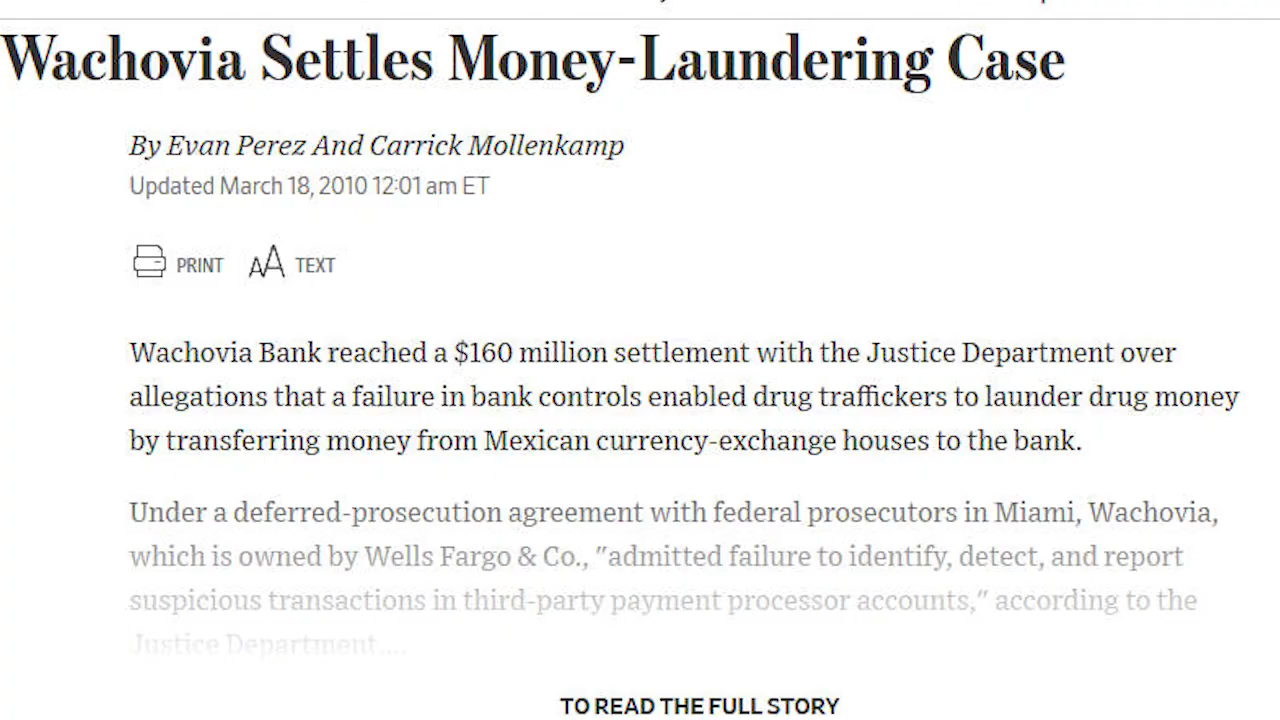 Wachovia Settles Money-Laundering Case
By Evan Perez And Carrick Mollenkamp
Updated March 18, 2010 12:01 am ET
PRINT AA TEXT
Wachovia Bank reached a $160 million settlement with the Justice Department over
allegations that a failure in bank controls enabled drug traffickers to launder drug money
by transferring money from Mexican currency-exchange houses to the bank.
Under a deferred-prosecution agreement with federal prosecutors in Miami, Wachovia,
which is owned by Wells Fargo & Co., "admitted failure to identify, detect, and report
suspicious transactions in third-party payment processor accounts," according to the
Justice Department....
TO READ THE FULL STORY